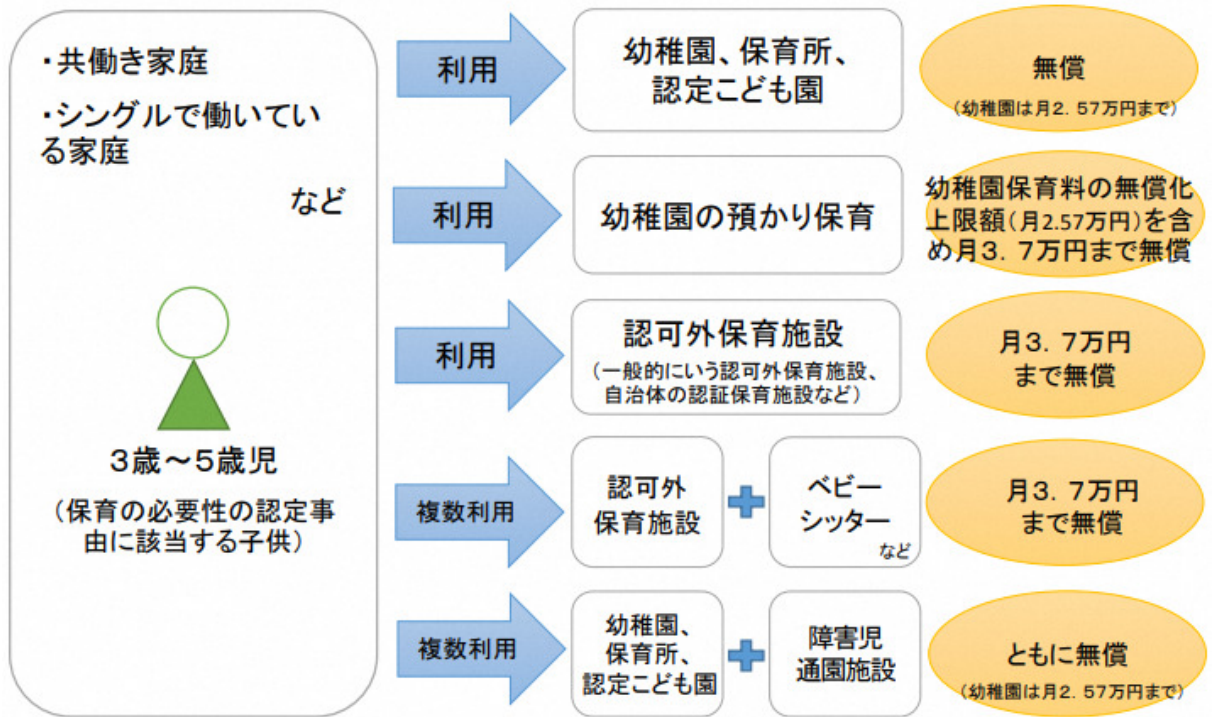 ・共働き家庭
・シングルで働いてい
る家庭
など
3歳～5歳児
(保育の必要性の認定事
由に該当する子供)
利用
幼稚園、保育所、
認定こども園
無償
(幼稚園は月2．57万円まで)
利用
幼稚園の預かり保育
幼稚園保育料の無償化
上限額(月2.57万円)を含
め月3．7万円まで無償
利用
認可外保育施設
(一般的にいう認可外保育施設、
自治体の認証保育施設など)
月3．7万円
まで無償
複数利用
認可外
保育施設
ベビー
シッター
など
月3．7万円
まで無償
複数利用
幼稚園、
保育所、
認定こども園
障害児
通園施設
ともに無償
(幼稚園は月2．57万円まで)